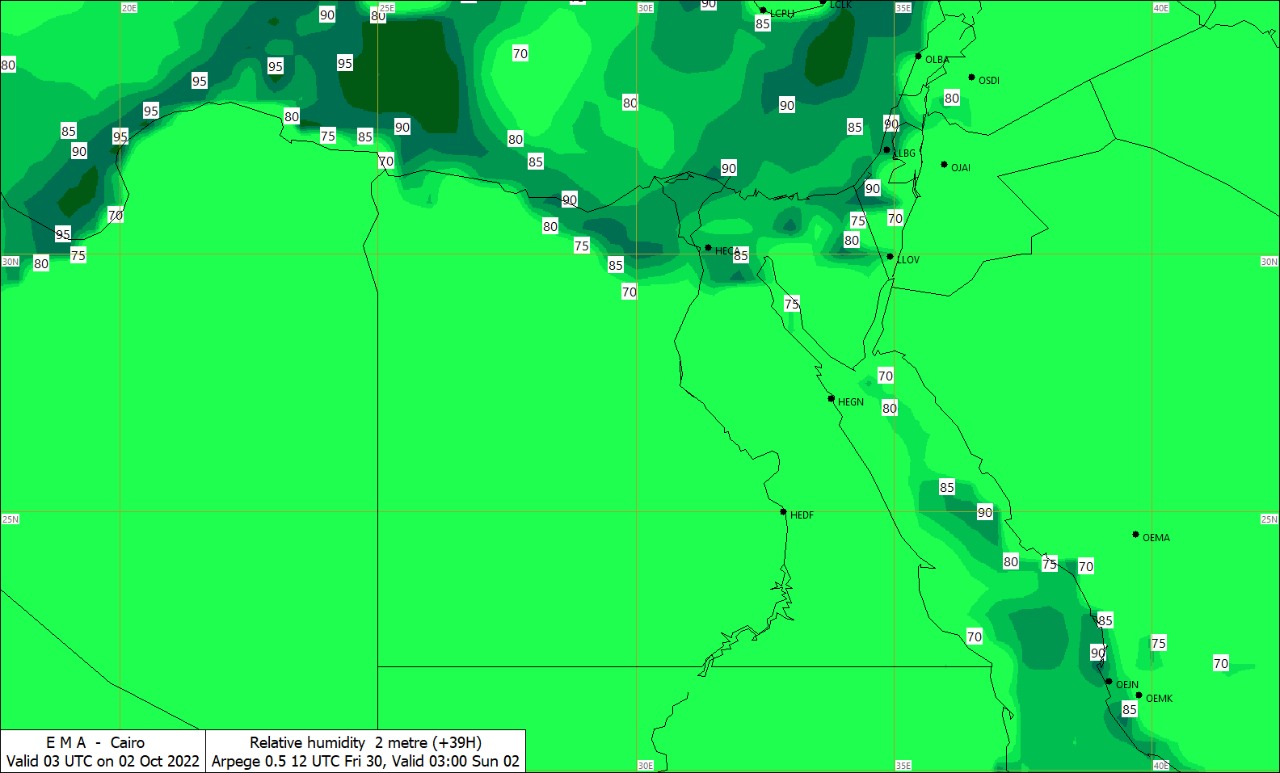 20E
25E
30E
35E
40E
90
80
90
85
LCPU
LCLK
80
70
95
95
95
OLBA
OSDI
80
95
80
90
80
85
90
95
75
85
90
80
85
90
LLBG
OJAI
90
85
70
90
90
70
90
80
75
70
95
80
75
HECA
85
LLOV
30N
30N
80
75
85
70
75
70
80
HEGN
85
90
HEDF
25N
25N
OEMA
80
75
70
85
70
90
75
70
OEJN
OEMK
85
E M A - Cairo
Valid 03 UTC on 02 Oct 2022
Relative humidity 2 metre (+39H)
Arpege 0.5 12 UTC Fri 30, Valid 03:00 Sun 02
30E
35E
40E